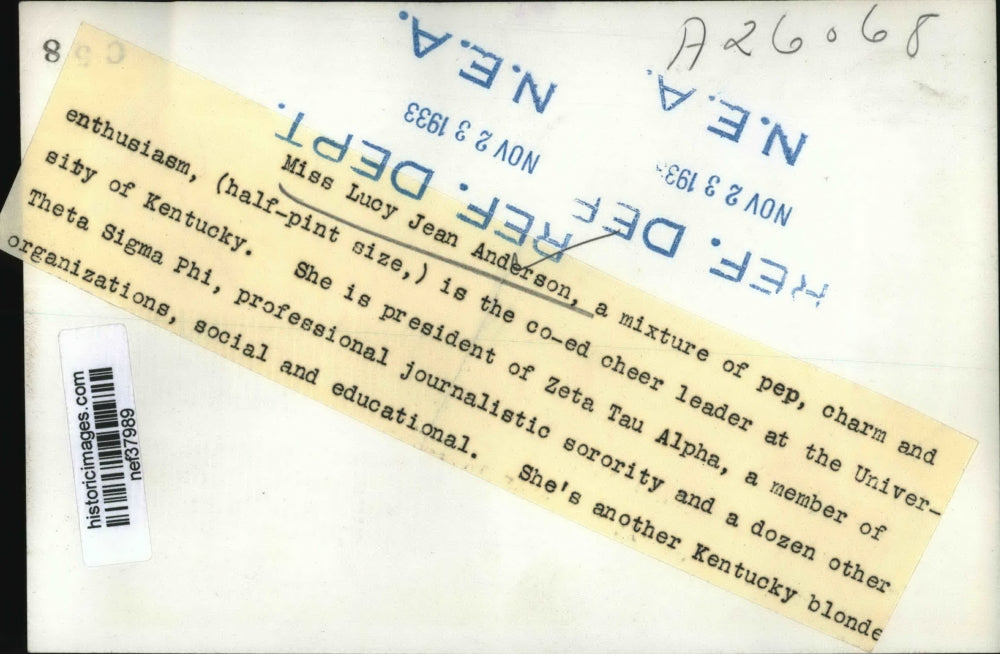 A26068
8
C58
N.E.A.
NOV 23 1933
REF. DEPT.
N.E.A.
NOV 23 193
REF. DE
Miss Lucy Jean Anderson, a mixture of pep, charm and
enthusiasm, (half-pint size,) is the co-ed cheer leader at the Univer-
sity of Kentucky. She is president of Zeta Tau Alpha, a member of
Theta Sigma Phi, professional journalistic sorority and a dozen other
organizations, social and educational. She's another Kentucky blonde
historicimages.com
nef37989